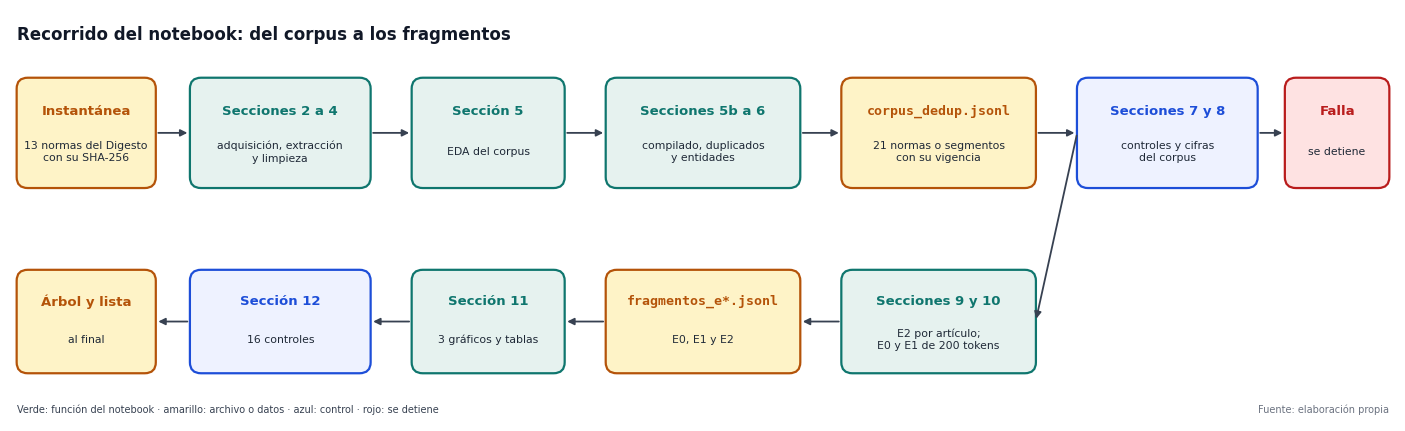 Recorrido del notebook: del corpus a los fragmentos
Instantánea
13 normas del Digesto
con su SHA-256
Secciones 2 a 4
adquisición, extracción
y limpieza
Sección 5
EDA del corpus
Secciones 5b a 6
compilado, duplicados
y entidades
corpus_dedup.jsonl
21 normas o segmentos
con su vigencia
Secciones 7 y 8
controles y cifras
del corpus
Falla
se detiene
Árbol y lista
al final
Sección 12
16 controles
Sección 11
3 gráficos y tablas
fragmentos_e*.jsonl
E0, E1 y E2
Secciones 9 y 10
E2 por artículo;
E0 y E1 de 200 tokens
Verde: función del notebook · amarillo: archivo o datos · azul: control · rojo: se detiene
Fuente: elaboración propia